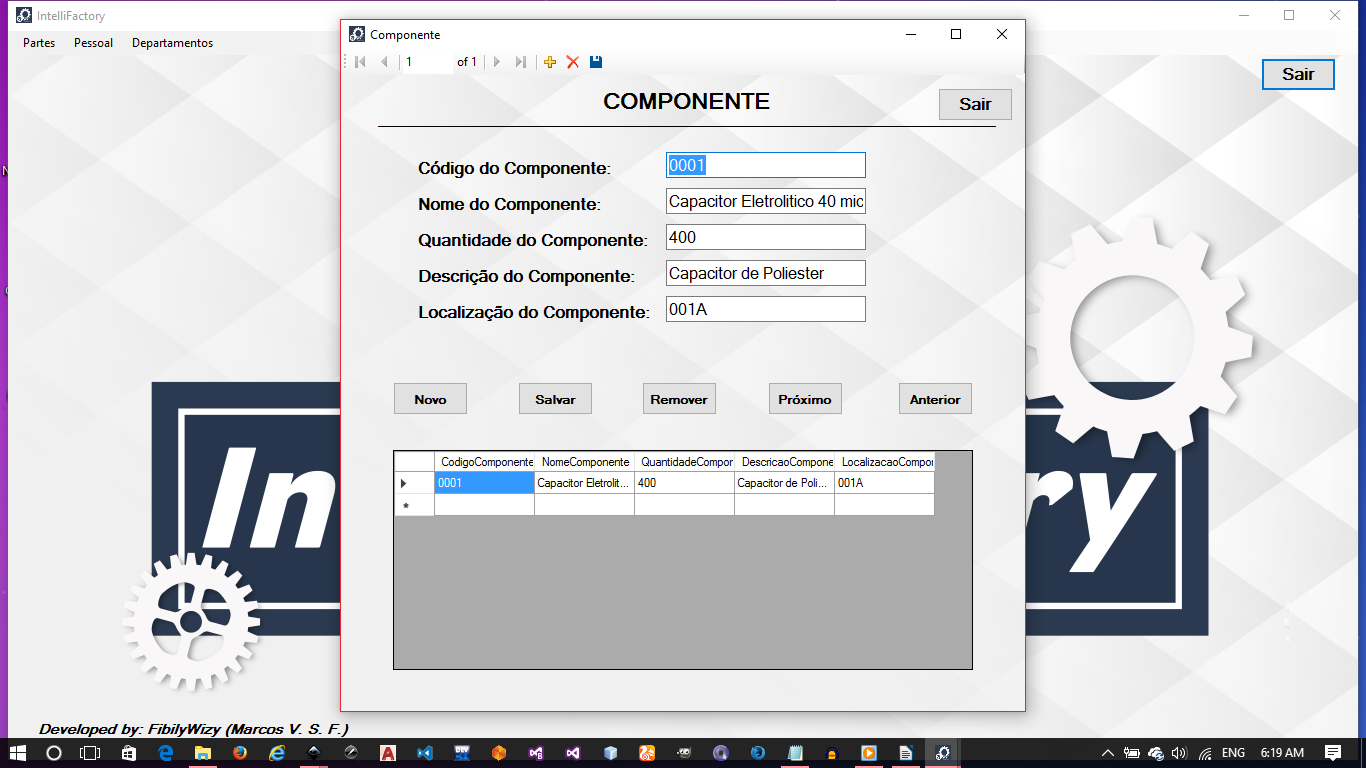 IntelliFactory
Partes Pessoal Departamentos
Sair
Componente
1 of 1
COMPONENTE
Sair
Código do Componente: 0001
Nome do Componente: Capacitor Eletrolitico 40 mic
Quantidade do Componente: 400
Descrição do Componente: Capacitor de Poliester
Localização do Componente: 001A
Novo Salvar Remover Próximo Anterior
CodigoComponente NomeComponente QuantidadeCompor DescricaoCompone LocalizacaoCompor
0001 Capacitor Eletrolit... 400 Capacitor de Poli... 001A
In ry
Developed by: FibilyWizy (Marcos V. S. F.)
ENG 6:19 AM